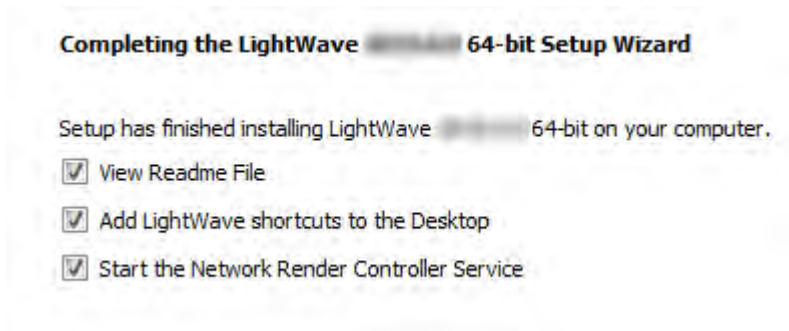 Completing the LightWave 64-bit Setup Wizard
Setup has finished installing LightWave 64-bit on your computer.
View Readme File
Add LightWave shortcuts to the Desktop
Start the Network Render Controller Service